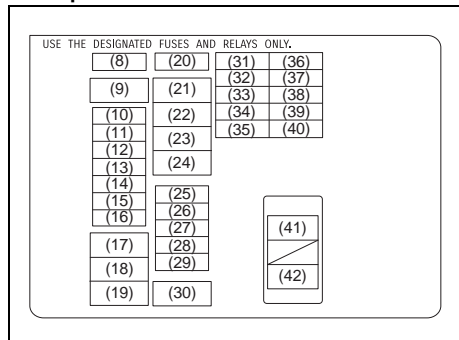 USE THE DESIGNATED FUSES AND RELAYS ONLY.
(8) (20) (31) (36)
(32) (37)
(9) (21) (33) (38)
(10) (22) (34) (39)
(11) (35) (40)
(12) (23)
(13)
(14) (24)
(15) (25)
(16) (26)
(27) (41)
(17) (28)
(18) (29)
(42)
(19) (30)